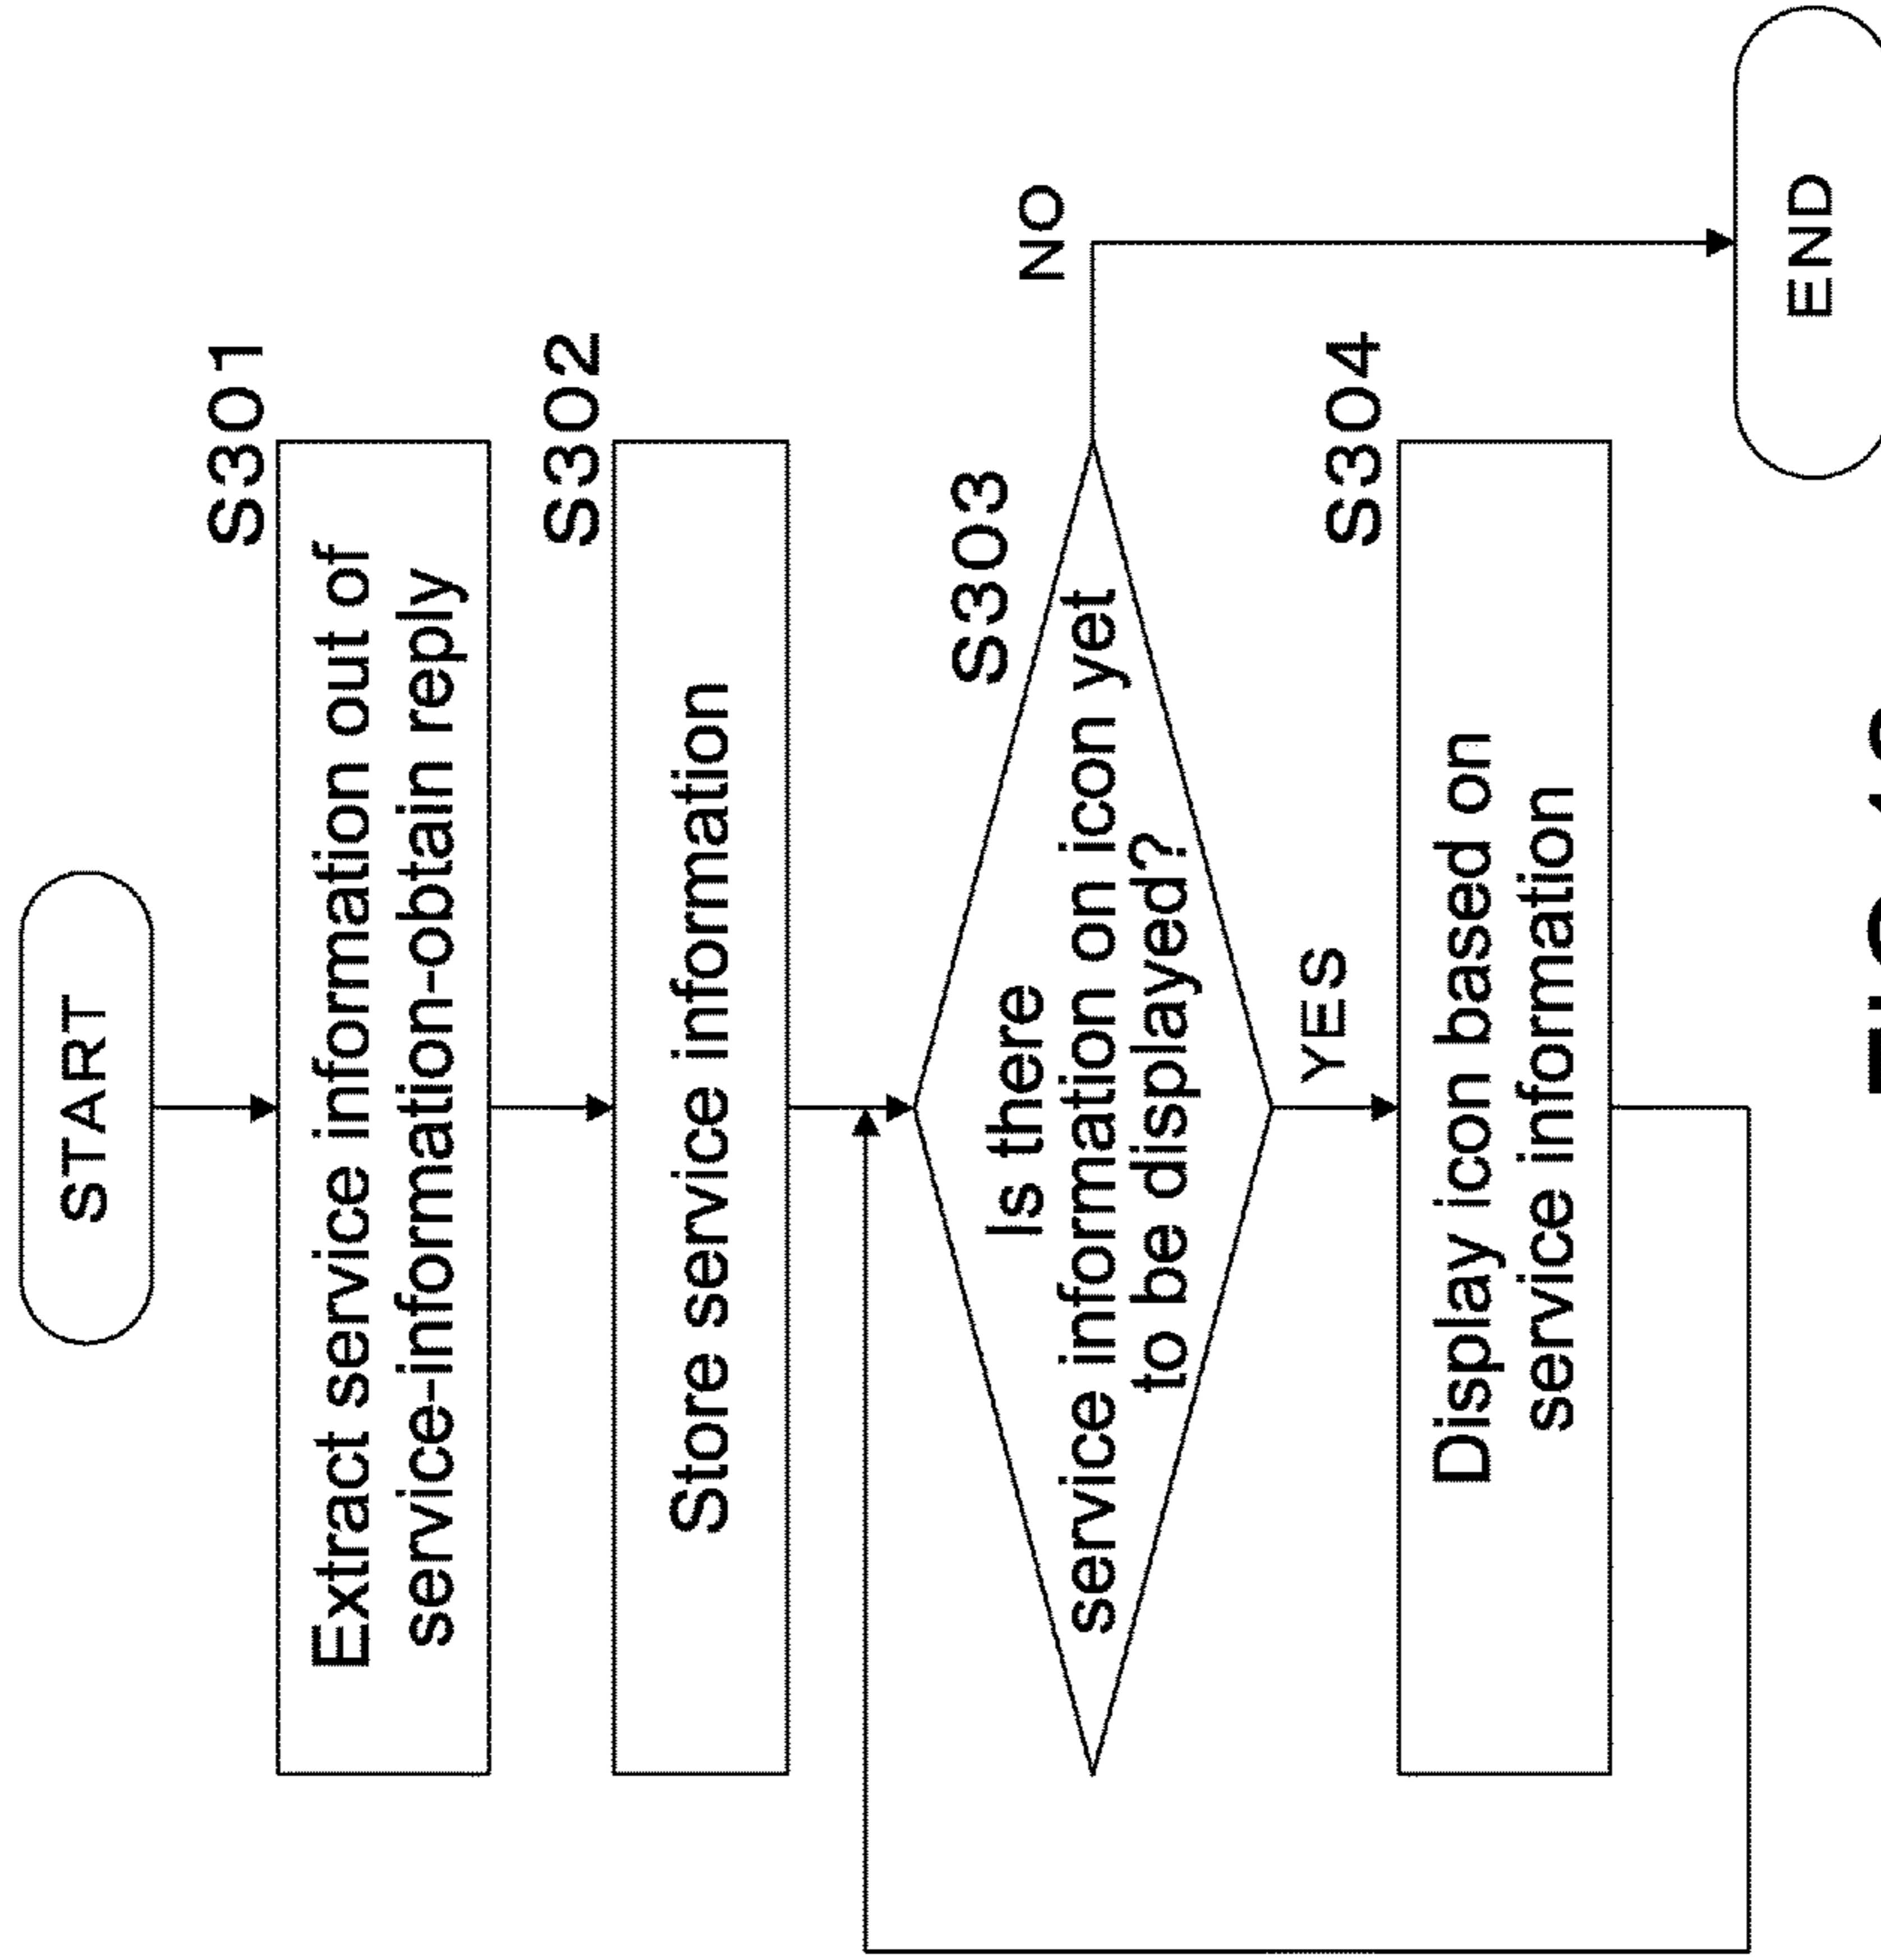 START
S301
Extract service information out of
service-information-obtain reply
S302
Store service information
S303
Is there
service information on icon yet
to be displayed?
NO
YES
S304
Display icon based on
service information
END